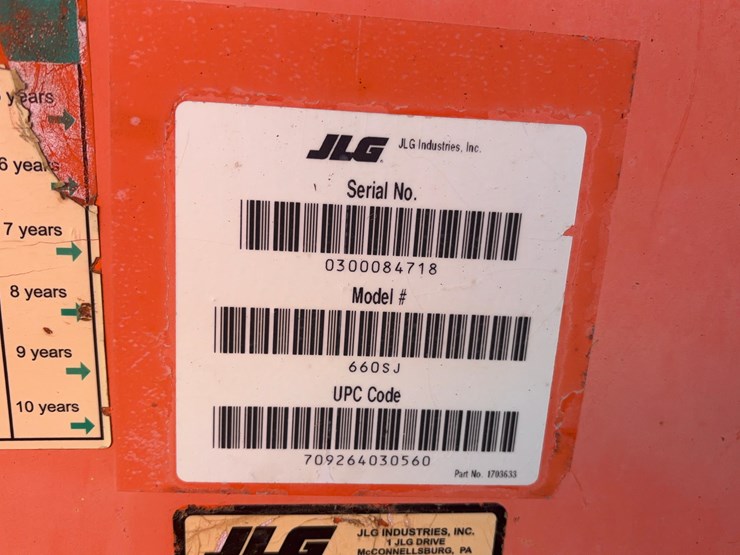 years
6 years
7 years
8 years
9 years
10 years
JLG JLG Industries, Inc.
Serial No.
0300084718
Model #
660SJ
UPC Code
709264030560
Part No. 1703633
JLG
JLG INDUSTRIES, INC.
1 JLG DRIVE
McCONNELLSBURG, PA